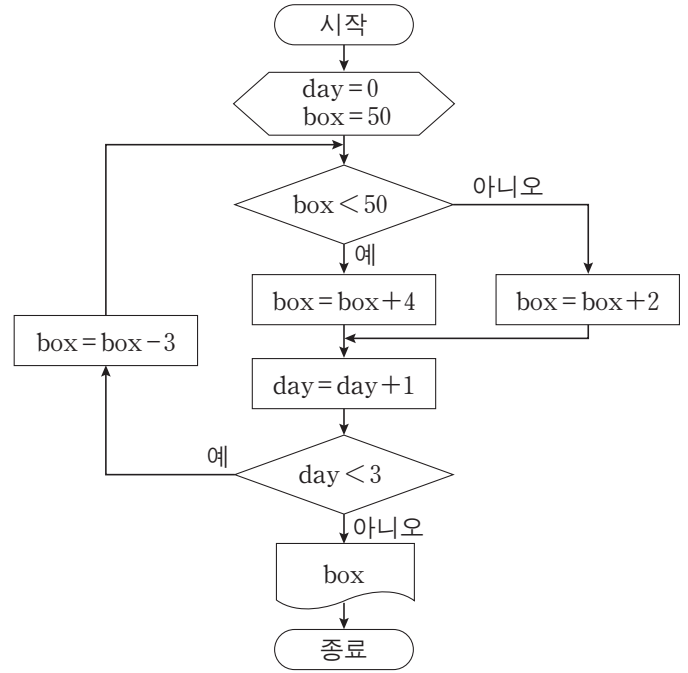 시작
day=0
box=50
box<50
아니오
예
box=box+4
box=box+2
box=box-3
day=day+1
예
day<3
아니오
box
종료